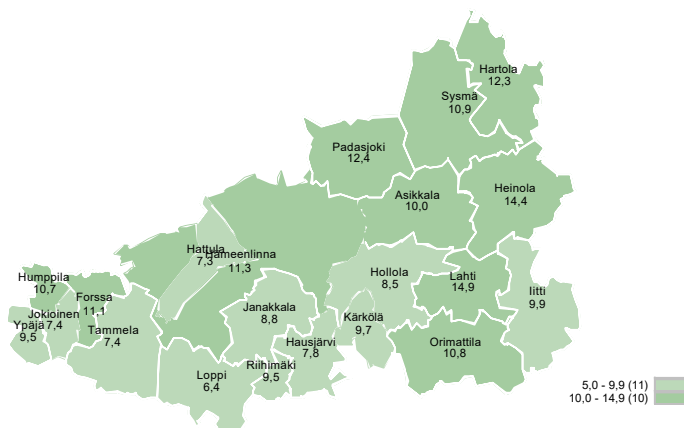 Hartola
12,3
Sysmä
10,9
Padasjoki
12,4
Heinola
14,4
Asikkala
10,0
Hattula
7,3
Hämeenlinna
11,3
Humppila
10,7
Hollola
8,5
Lahti
14,9
Iitti
9,9
Forssa
11,1
Jokioinen
7,4
Ypäjä
9,5
Tammela
7,4
Janakkala
8,8
Kärkölä
9,7
Hausjärvi
7,8
Orimattila
10,8
Riihimäki
9,5
Loppi
6,4
5,0 - 9,9 (11)
10,0 - 14,9 (10)